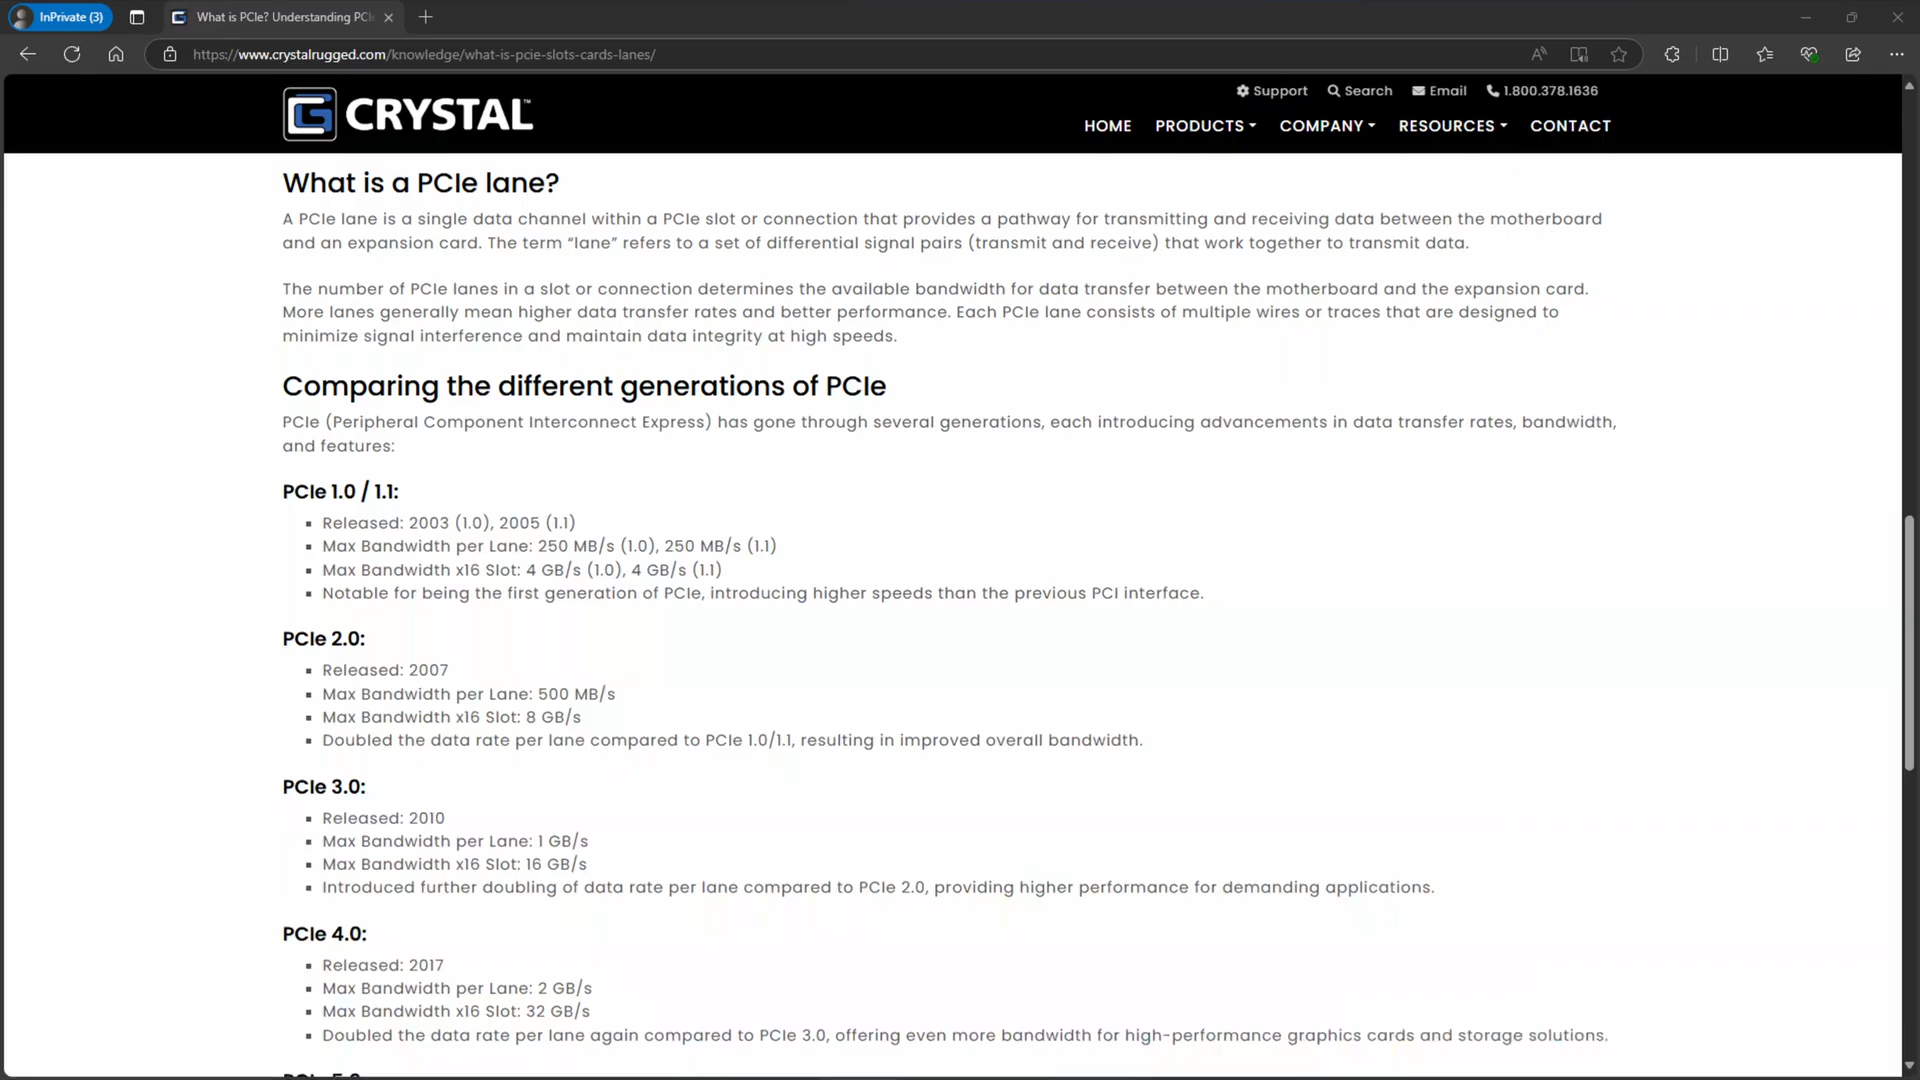 InPrivate (3)
What is PCIe? Understanding PCI
https://www.crystalrugged.com/knowledge/what-is-pcie-slots-cards-lanes/
CRYSTAL™
Support Search Email 1.800.378.1636
HOME PRODUCTS COMPANY RESOURCES CONTACT
What is a PCIe lane?
A PCIe lane is a single data channel within a PCIe slot or connection that provides a pathway for transmitting and receiving data between the motherboard
and an expansion card. The term “lane” refers to a set of differential signal pairs (transmit and receive) that work together to transmit data.
The number of PCIe lanes in a slot or connection determines the available bandwidth for data transfer between the motherboard and the expansion card.
More lanes generally mean higher data transfer rates and better performance. Each PCIe lane consists of multiple wires or traces that are designed to
minimize signal interference and maintain data integrity at high speeds.
Comparing the different generations of PCIe
PCIe (Peripheral Component Interconnect Express) has gone through several generations, each introducing advancements in data transfer rates, bandwidth,
and features:
PCIe 1.0 / 1.1:
▪ Released: 2003 (1.0), 2005 (1.1)
▪ Max Bandwidth per Lane: 250 MB/s (1.0), 250 MB/s (1.1)
▪ Max Bandwidth x16 Slot: 4 GB/s (1.0), 4 GB/s (1.1)
▪ Notable for being the first generation of PCIe, introducing higher speeds than the previous PCI interface.
PCIe 2.0:
▪ Released: 2007
▪ Max Bandwidth per Lane: 500 MB/s
▪ Max Bandwidth x16 Slot: 8 GB/s
▪ Doubled the data rate per lane compared to PCIe 1.0/1.1, resulting in improved overall bandwidth.
PCIe 3.0:
▪ Released: 2010
▪ Max Bandwidth per Lane: 1 GB/s
▪ Max Bandwidth x16 Slot: 16 GB/s
▪ Introduced further doubling of data rate per lane compared to PCIe 2.0, providing higher performance for demanding applications.
PCIe 4.0:
▪ Released: 2017
▪ Max Bandwidth per Lane: 2 GB/s
▪ Max Bandwidth x16 Slot: 32 GB/s
▪ Doubled the data rate per lane again compared to PCIe 3.0, offering even more bandwidth for high-performance graphics cards and storage solutions.